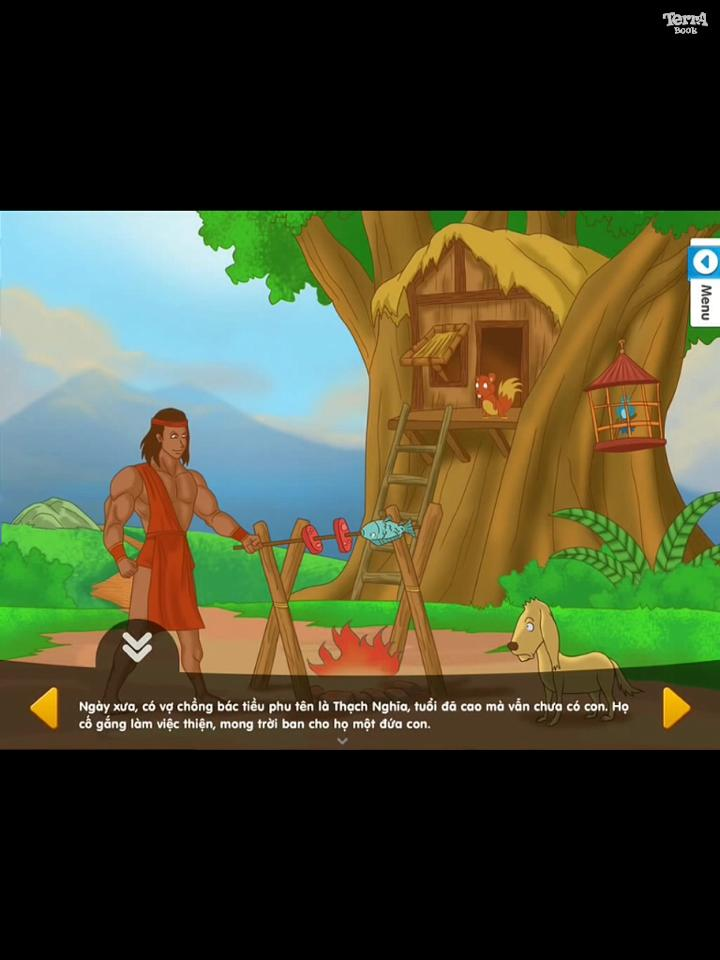 TerrA
Book
Menu
Ngày xưa, có vợ chồng bác tiều phu tên là Thạch Nghĩa, tuổi đã cao mà vẫn chưa có con. Họ
cố gắng làm việc thiện, mong trời ban cho họ một đứa con.